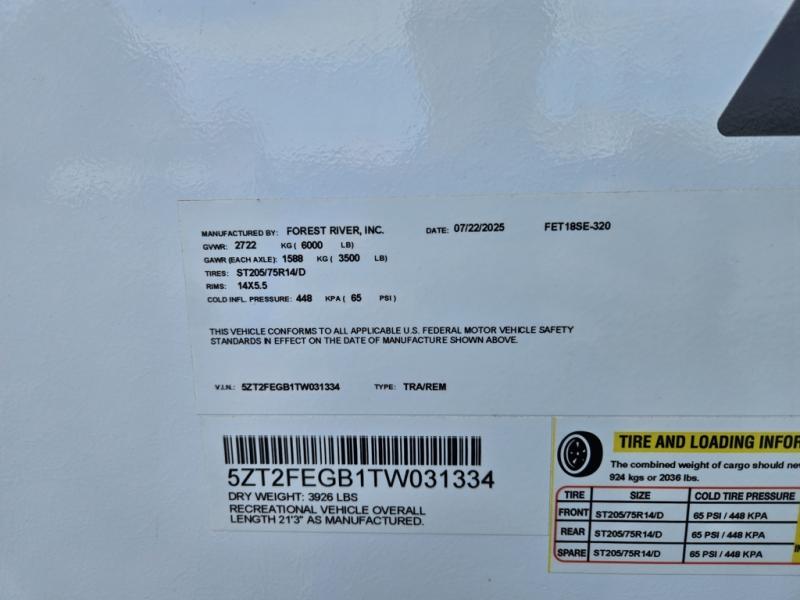 MANUFACTURED BY: FOREST RIVER, INC. DATE: 07/22/2025 FET18SE-320
GVWR: 2722 KG ( 6000 LB)
GAWR (EACH AXLE): 1588 KG ( 3500 LB)
TIRES: ST205/75R14/D
RIMS: 14X5.5
COLD INFL. PRESSURE: 448 KPA ( 65 PSI )
THIS VEHICLE CONFORMS TO ALL APPLICABLE U.S. FEDERAL MOTOR VEHICLE SAFETY
STANDARDS IN EFFECT ON THE DATE OF MANUFACTURE SHOWN ABOVE.
V.I.N.: 5ZT2FEGB1TW031334 TYPE: TRA/REM
5ZT2FEGB1TW031334
DRY WEIGHT: 3926 LBS
RECREATIONAL VEHICLE OVERALL
LENGTH 21'3" AS MANUFACTURED.
TIRE AND LOADING INFOR
The combined weight of cargo should nev
924 kgs or 2036 lbs.
TIRE SIZE COLD TIRE PRESSURE
FRONT ST205/75R14/D 65 PSI / 448 KPA
REAR ST205/75R14/D 65 PSI / 448 KPA
SPARE ST205/75R14/D 65 PSI / 448 KPA